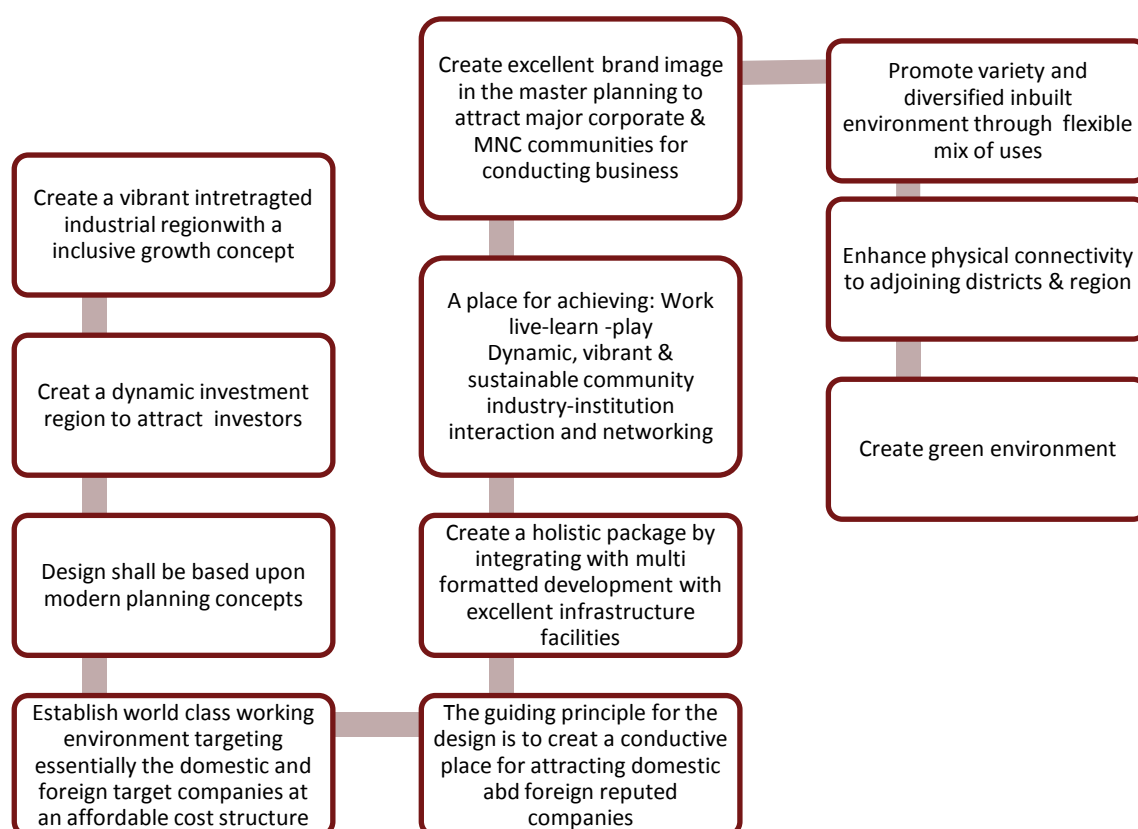 Create a vibrant intretragted
industrial regionwith a
inclusive growth concept
Creat a dynamic investment
region to attract investors
Design shall be based upon
modern planning concepts
Establish world class working
environment targeting
essentially the domestic and
foreign target companies at
an affordable cost structure
The guiding principle for the
design is to creat a conductive
place for attracting domestic
abd foreign reputed
companies
Create a holistic package by
integrating with multi
formatted development with
excellent infrastructure
facilities
A place for achieving: Work
live-learn -play
Dynamic, vibrant &
sustainable community
industry-institution
interaction and networking
Create excellent brand image
in the master planning to
attract major corporate &
MNC communities for
conducting business
Promote variety and
diversified inbuilt
environment through flexible
mix of uses
Enhance physical connectivity
to adjoining districts & region
Create green environment